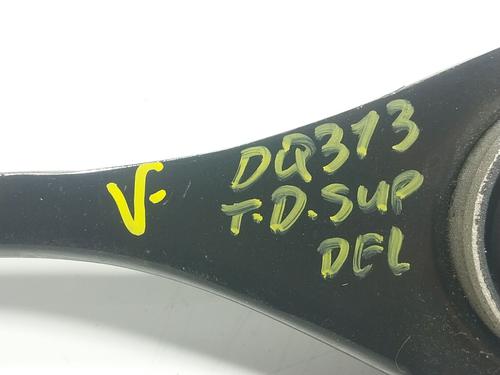 V-
DQ313
T.D.SUP
DEL